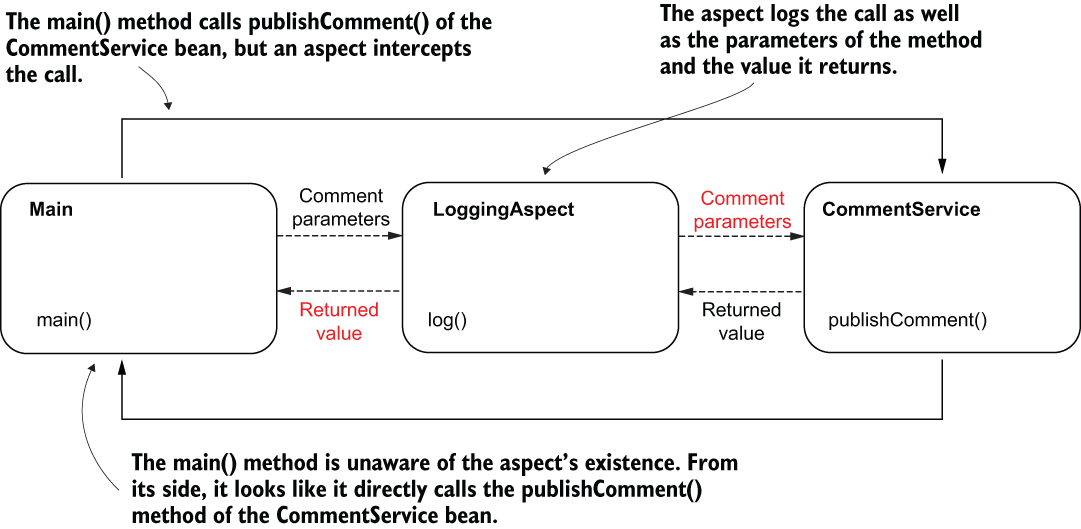 The main() method calls publishComment() of the
CommentService bean, but an aspect intercepts
the call.
The aspect logs the call as well
as the parameters of the method
and the value it returns.
Main
Comment
parameters
LoggingAspect
Comment
parameters
CommentService
main()
Returned
value
log()
Returned
value
publishComment()
The main() method is unaware of the aspect’s existence. From
its side, it looks like it directly calls the publishComment()
method of the CommentService bean.